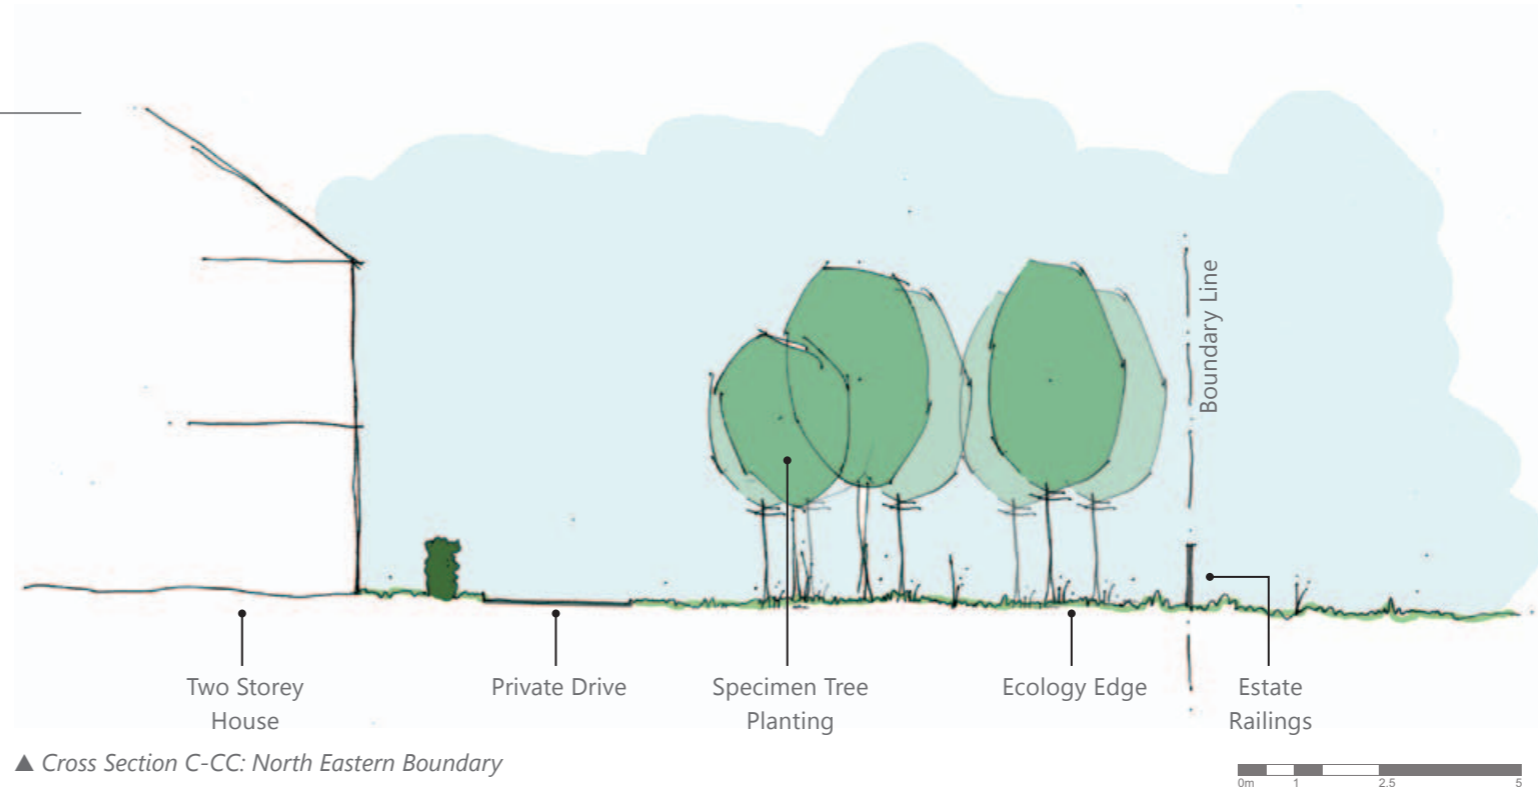 Boundary Line
Two Storey
House
Private Drive
Specimen Tree
Planting
Ecology Edge
Estate
Railings
▲ Cross Section C-CC: North Eastern Boundary
0m 1 2.5 5